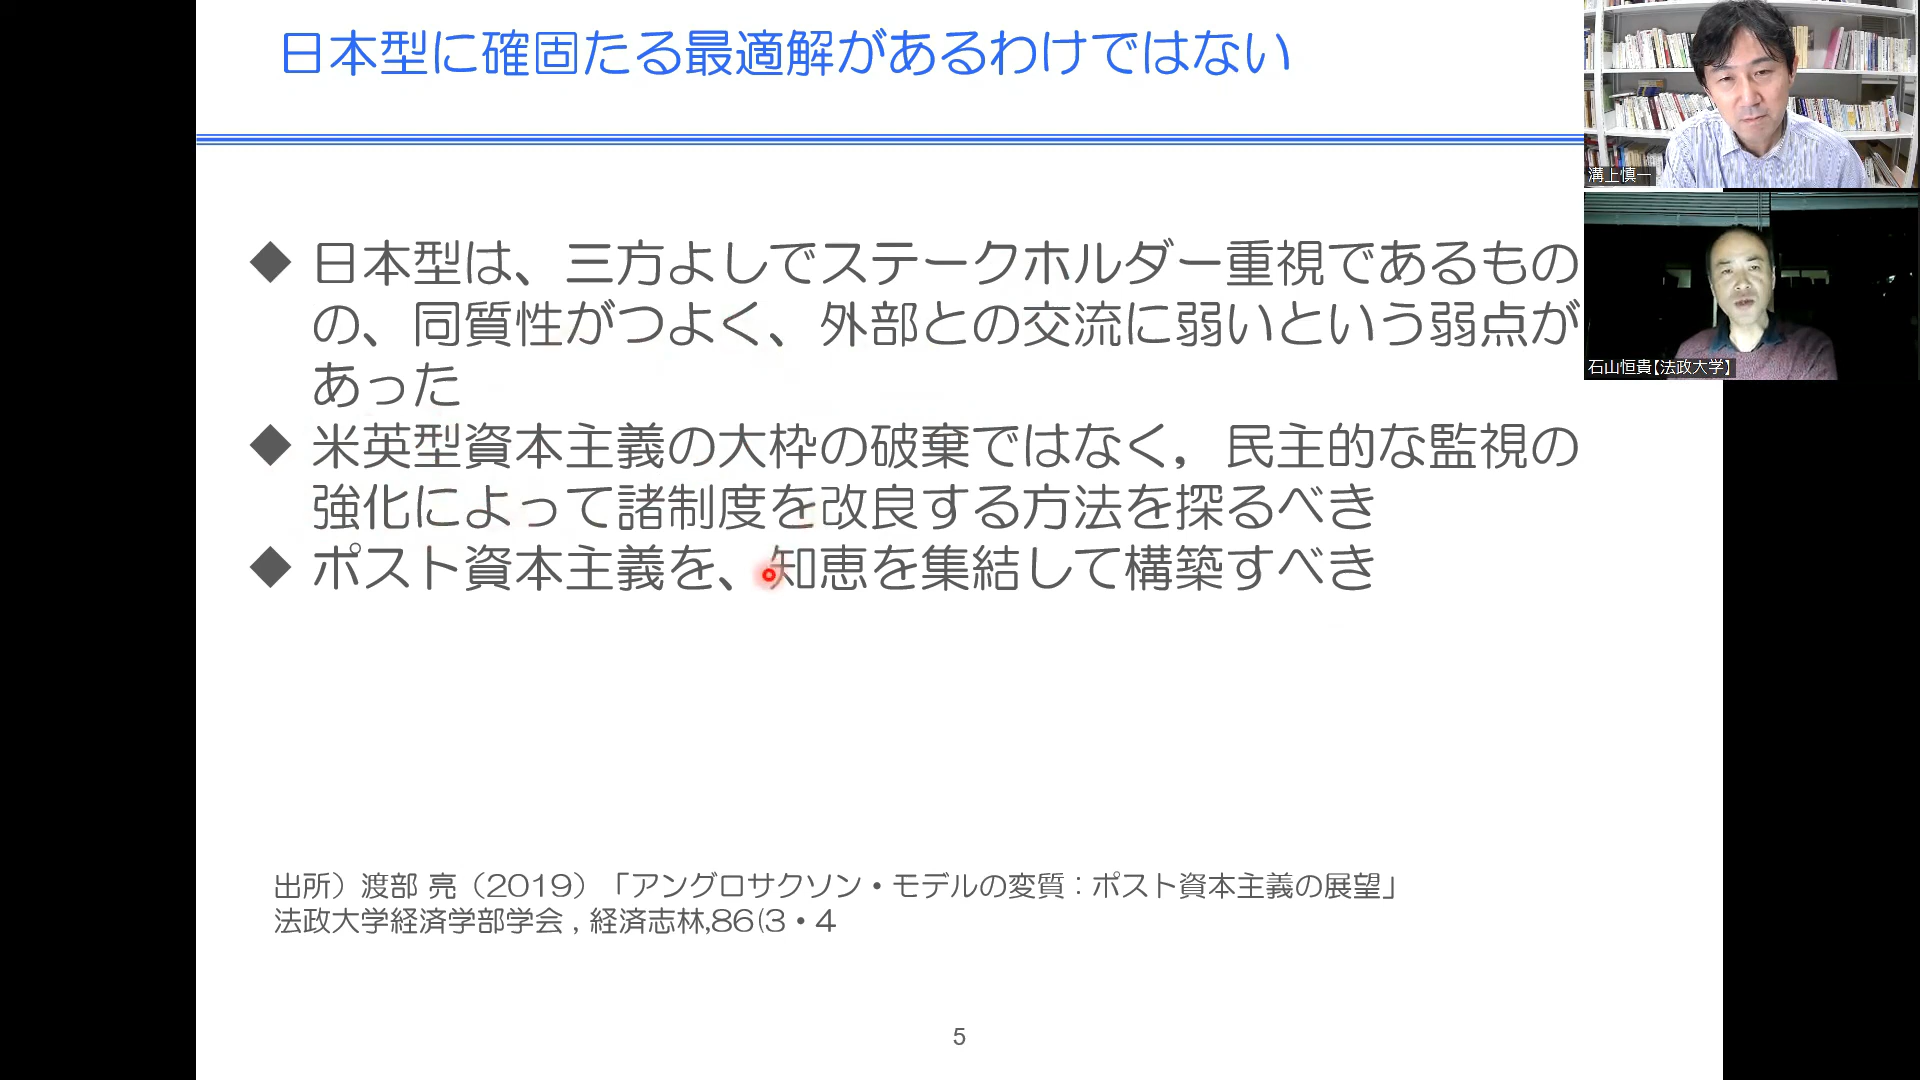 日本型に確固たる最適解があるわけではない
◆ 日本型は、三方よしでステークホルダー重視であるもの
の、同質性がつよく、外部との交流に弱いという弱点が
あった
◆ 米英型資本主義の大枠の破棄ではなく，民主的な監視の
強化によって諸制度を改良する方法を探るべき
◆ ポスト資本主義を、知恵を集結して構築すべき
出所）渡部 亮（2019）「アングロサクソン・モデルの変質：ポスト資本主義の展望」
法政大学経済学部学会 , 経済志林,86(3・4
5
溝上慎一
石山恒貴【法政大学】